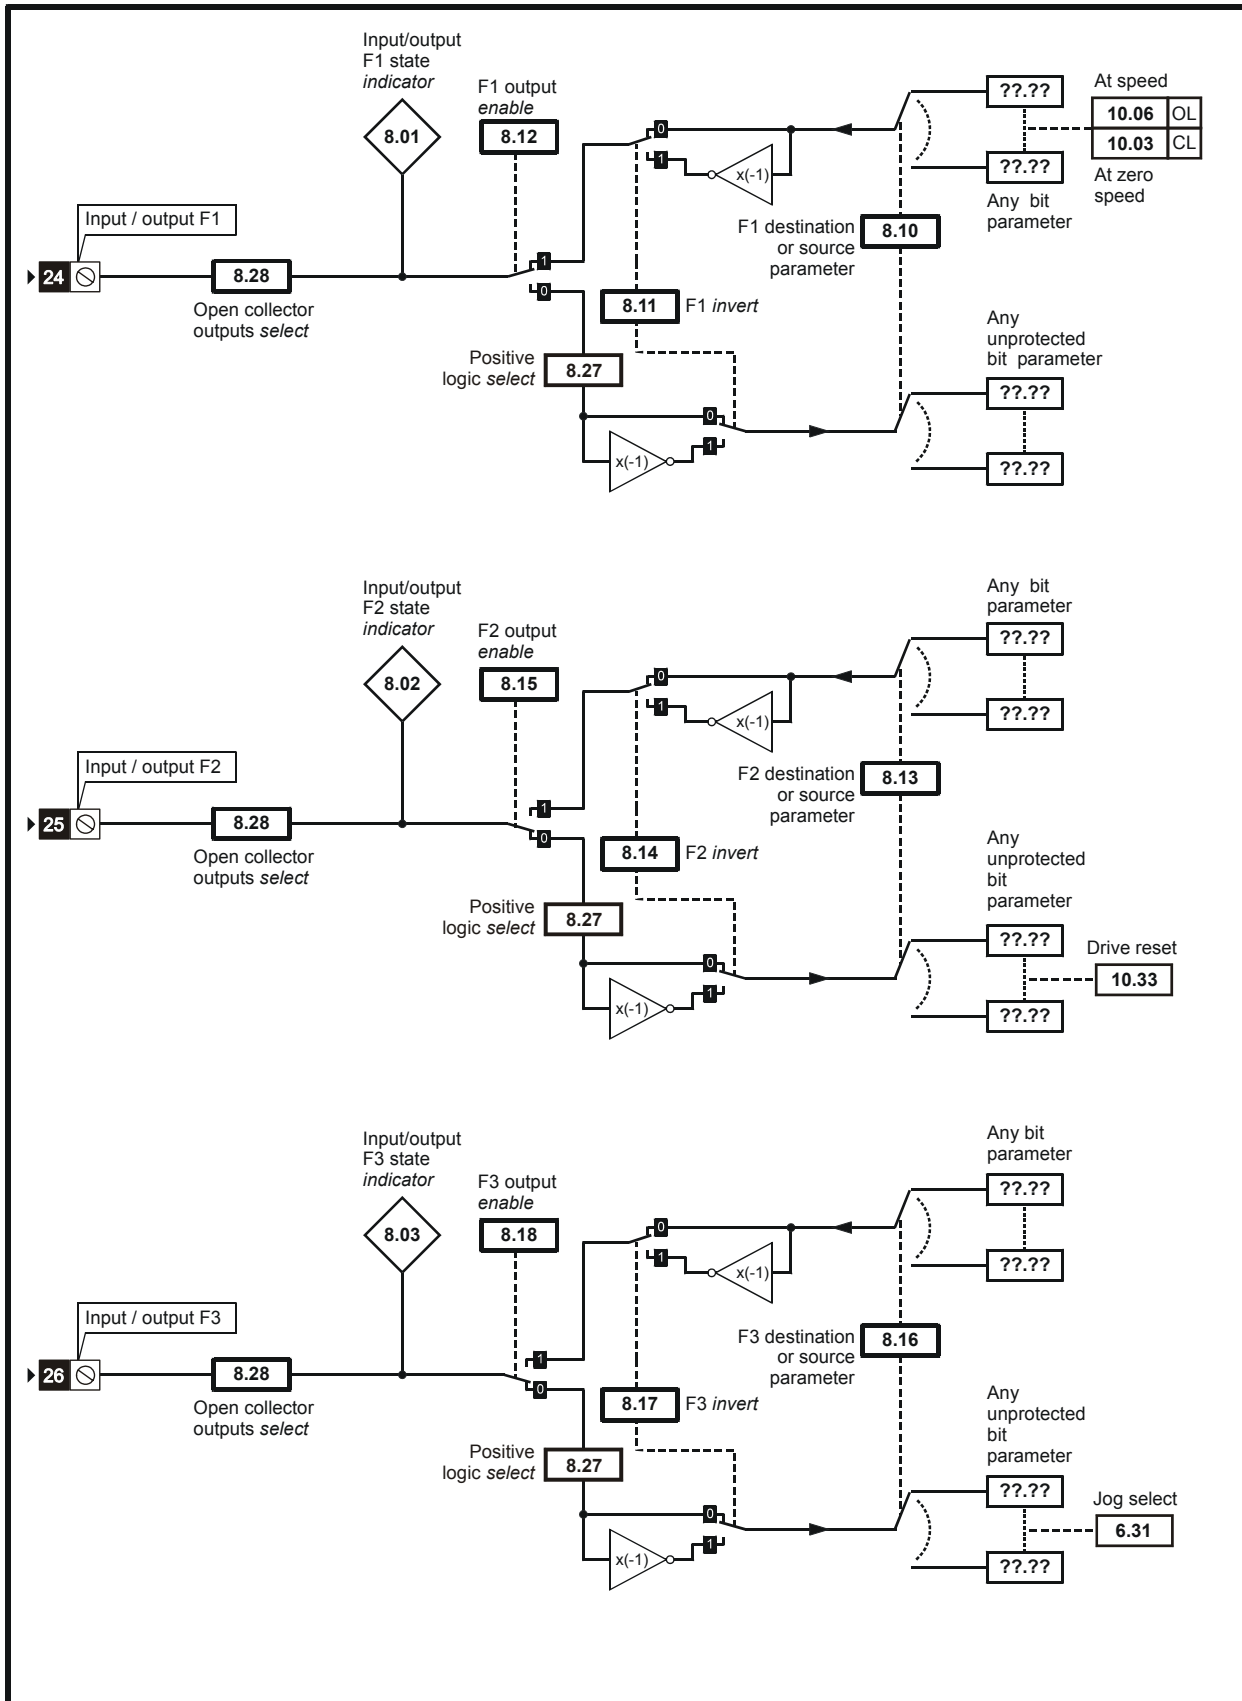 Input/output
F1 state
indicator
8.01
F1 output
enable
8.12
0
1
x(-1)
??.??
??.??
Any bit
parameter
At speed
10.06 OL
10.03 CL
At zero
speed
Input / output F1
24
8.28
Open collector
outputs select
1
0
8.11
F1 invert
F1 destination
or source
parameter
8.10
Positive
logic select
8.27
x(-1)
0
1
Any
unprotected
bit parameter
??.??
??.??
Input/output
F2 state
indicator
8.02
F2 output
enable
8.15
0
1
x(-1)
Any bit
parameter
??.??
??.??
Input / output F2
25
8.28
Open collector
outputs select
1
0
8.14
F2 invert
F2 destination
or source
parameter
8.13
Positive
logic select
8.27
x(-1)
0
1
Any
unprotected
bit
parameter
??.??
??.??
Drive reset
10.33
Input/output
F3 state
indicator
8.03
F3 output
enable
8.18
0
1
x(-1)
Any bit
parameter
??.??
??.??
Input / output F3
26
8.28
Open collector
outputs select
1
0
8.17
F3 invert
F3 destination
or source
parameter
8.16
Positive
logic select
8.27
x(-1)
0
1
Any
unprotected
bit
parameter
??.??
??.??
Jog select
6.31